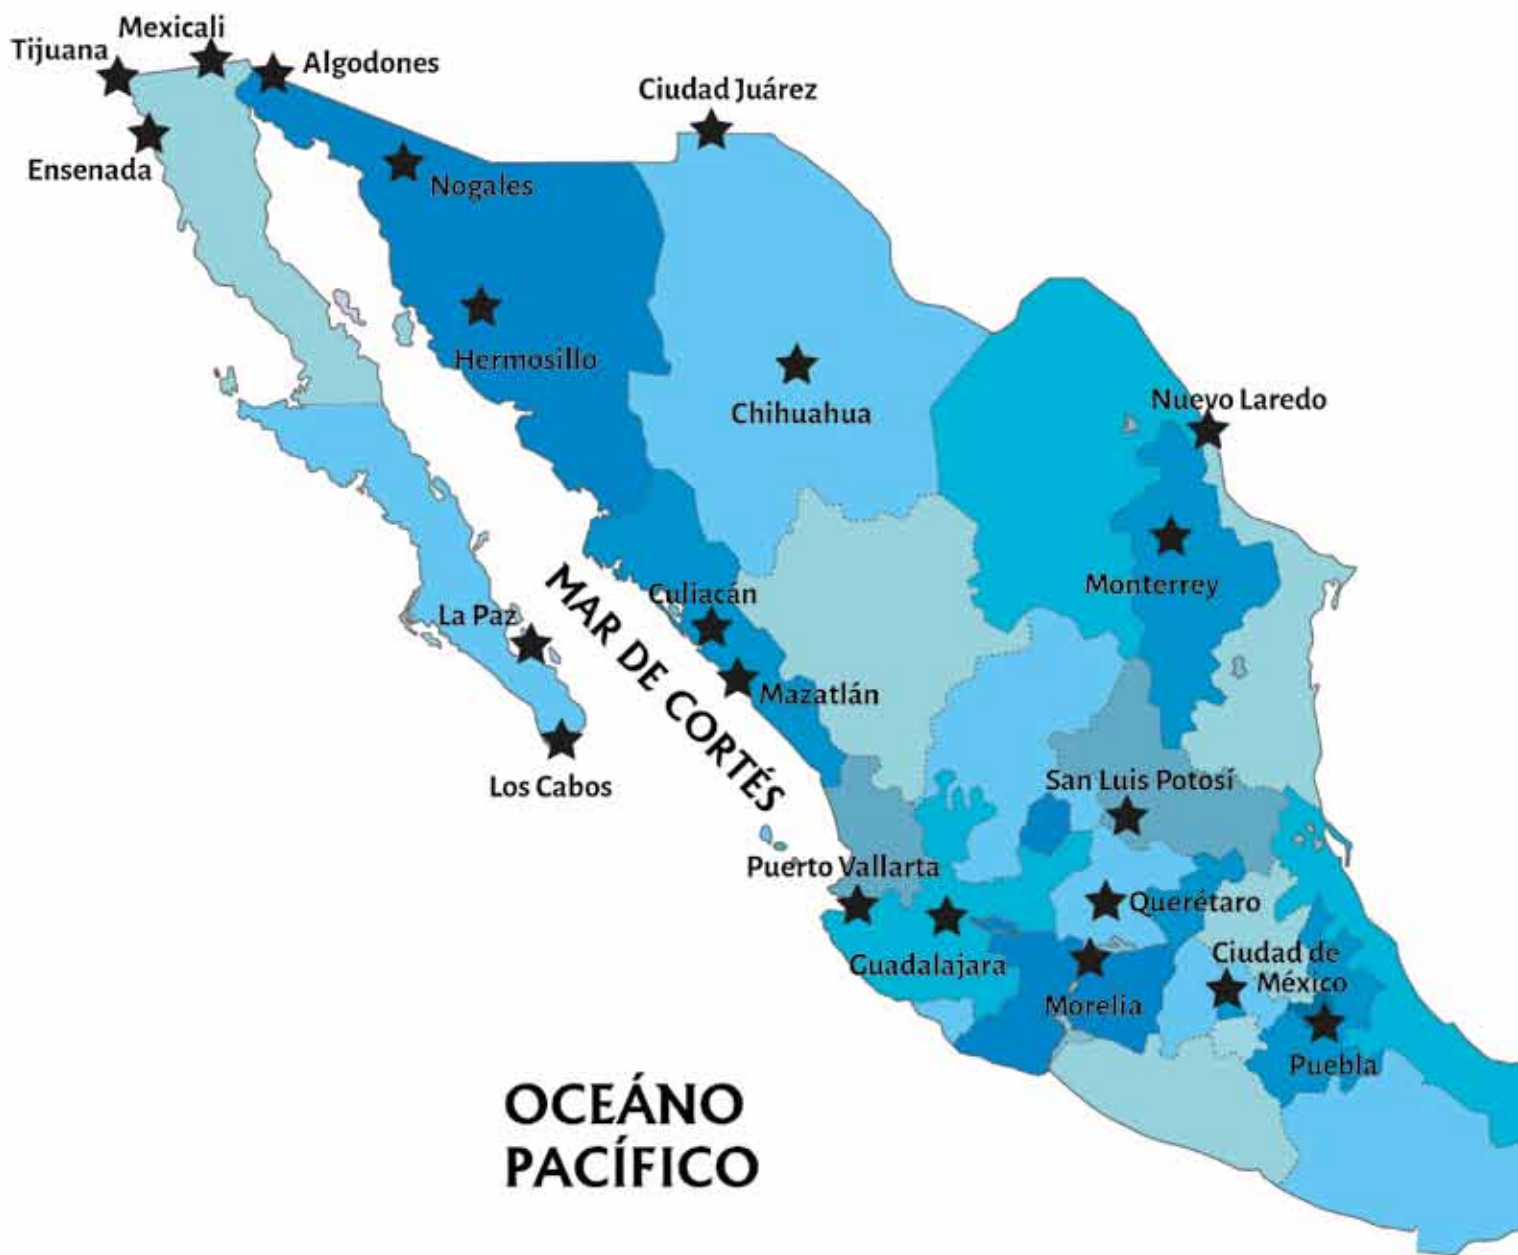 Mexicali
Tijuana
Algodones
Ciudad Juárez
Ensenada
Nogales
Hermosillo
Chihuahua
Nuevo Laredo
Monterrey
Culiacán
La Paz
MAR DE CORTÉS
Mazatlán
Los Cabos
San Luis Potosí
Puerto Vallarta
Querétaro
Guadalajara
Ciudad de
México
Morelia
Puebla
OCEÁNO
PACÍFICO